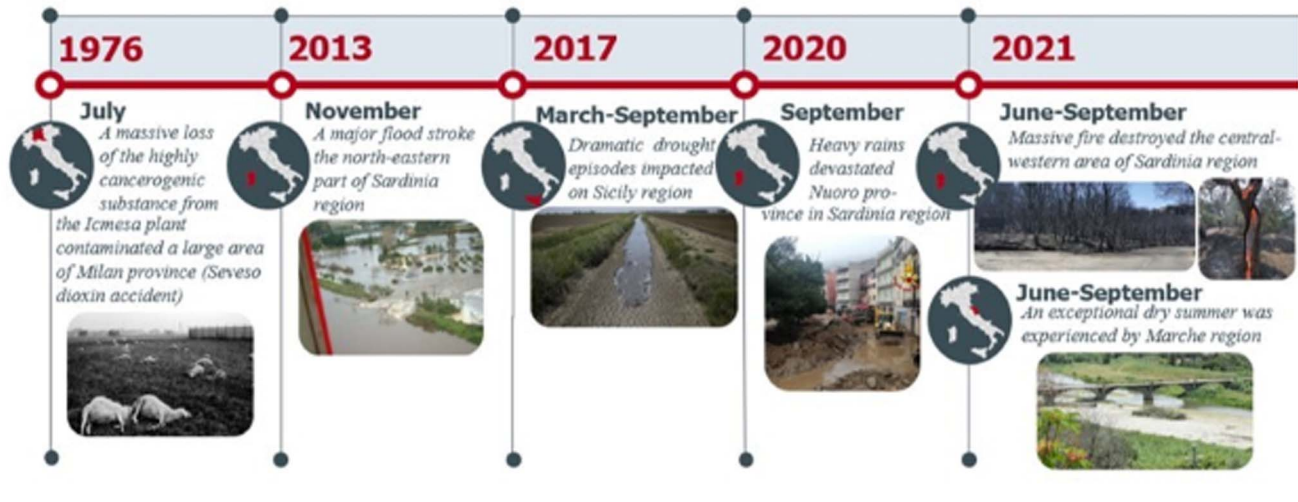 1976
July
A massive loss
of the highly
cancerogenic
substance from
the Icmesa plant
contaminated a large area
of Milan province (Seveso
dioxin accident)
2013
November
A major flood stroke
the north-eastern
part of Sardinia
region
2017
March-September
Dramatic drought
episodes impacted
on Sicily region
2020
September
Heavy rains
devastated
Nuoro pro-
vince in Sardinia region
2021
June-September
Massive fire destroyed the central-
western area of Sardinia region
June-September
An exceptional dry summer was
experienced by Marche region